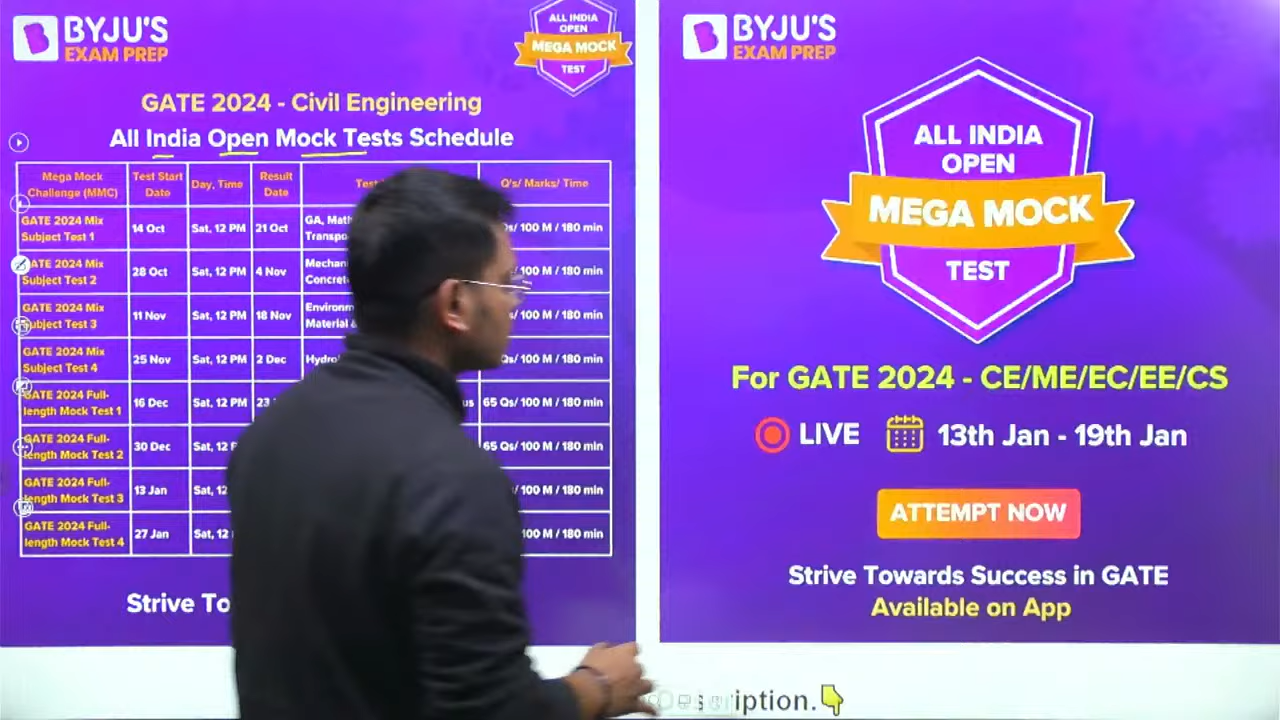 BYJU'S
EXAM PREP
ALL INDIA
OPEN
MEGA MOCK
TEST
GATE 2024 - Civil Engineering
All India Open Mock Tests Schedule
Mega Mock Challenge (MMC) Test Start Date Day, Time Result Date Q's/ Marks/ Time
GATE 2024 Mix Subject Test 1 14 Oct Sat, 12 PM 21 Oct GA, / 100 M / 180 min
GATE 2024 Mix Subject Test 2 28 Oct Sat, 12 PM 4 Nov / 100 M / 180 min
GATE 2024 Mix Subject Test 3 11 Nov Sat, 12 PM 18 Nov / 100 M / 180 min
GATE 2024 Mix Subject Test 4 25 Nov Sat, 12 PM 2 Dec Qs/ 100 M / 180 min
GATE 2024 Full-length Mock Test 1 16 Dec Sat, 12 PM 23 65 Qs/ 100 M / 180 min
GATE 2024 Full-length Mock Test 2 30 Dec Sat, 12 65 Qs/ 100 M / 180 min
GATE 2024 Full-length Mock Test 3 13 Jan Sat, 12 / 100 M / 180 min
GATE 2024 Full-length Mock Test 4 27 Jan Sat, 12 100 M / 180 min
Strive To
BYJU'S
EXAM PREP
ALL INDIA
OPEN
MEGA MOCK
TEST
For GATE 2024 - CE/ME/EC/EE/CS
LIVE 13th Jan - 19th Jan
ATTEMPT NOW
Strive Towards Success in GATE
Available on App